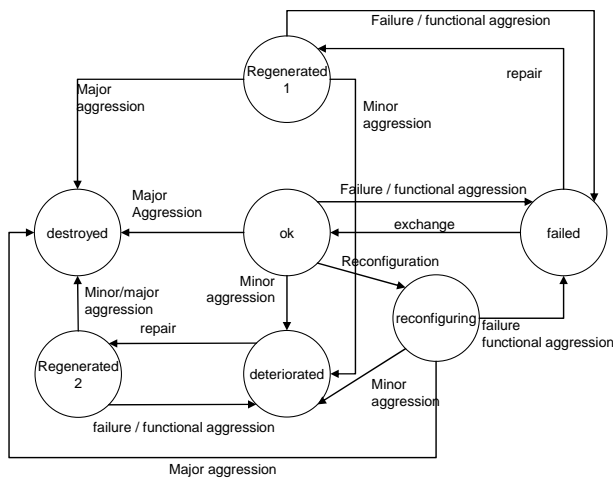 Failure / functional aggresion
Regenerated
1
repair
Major
aggression
Minor
aggression
Major
Aggression
Failure / functional aggression
destroyed
ok
exchange
failed
Reconfiguration
Minor
aggression
Minor/major
aggression
repair
reconfiguring
failure
functional aggression
Regenerated
2
deteriorated
Minor
aggression
failure / functional aggression
Major aggression